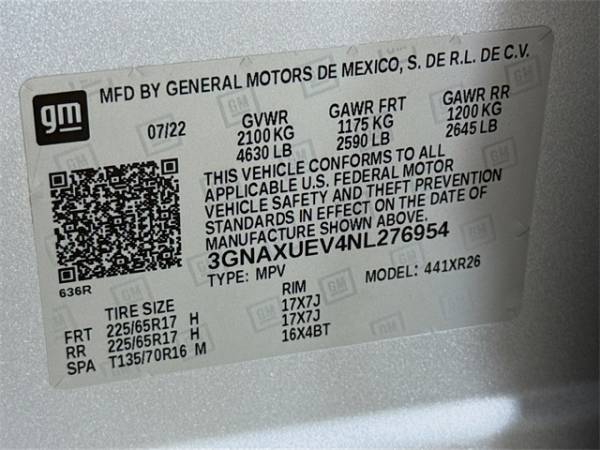 gm
MFD BY GENERAL MOTORS DE MEXICO, S. DE R.L. DE C.V.
07/22 GVWR GAWR FRT GAWR RR
2100 KG 1175 KG 1200 KG
4630 LB 2590 LB 2645 LB
THIS VEHICLE CONFORMS TO ALL
APPLICABLE U.S. FEDERAL MOTOR
VEHICLE SAFETY AND THEFT PREVENTION
STANDARDS IN EFFECT ON THE DATE OF
MANUFACTURE SHOWN ABOVE.
3GNAXUEV4NL276954
636R TYPE: MPV MODEL: 441XR26
TIRE SIZE RIM
FRT 225/65R17 H 17X7J
RR 225/65R17 H 17X7J
SPA T135/70R16 M 16X4BT